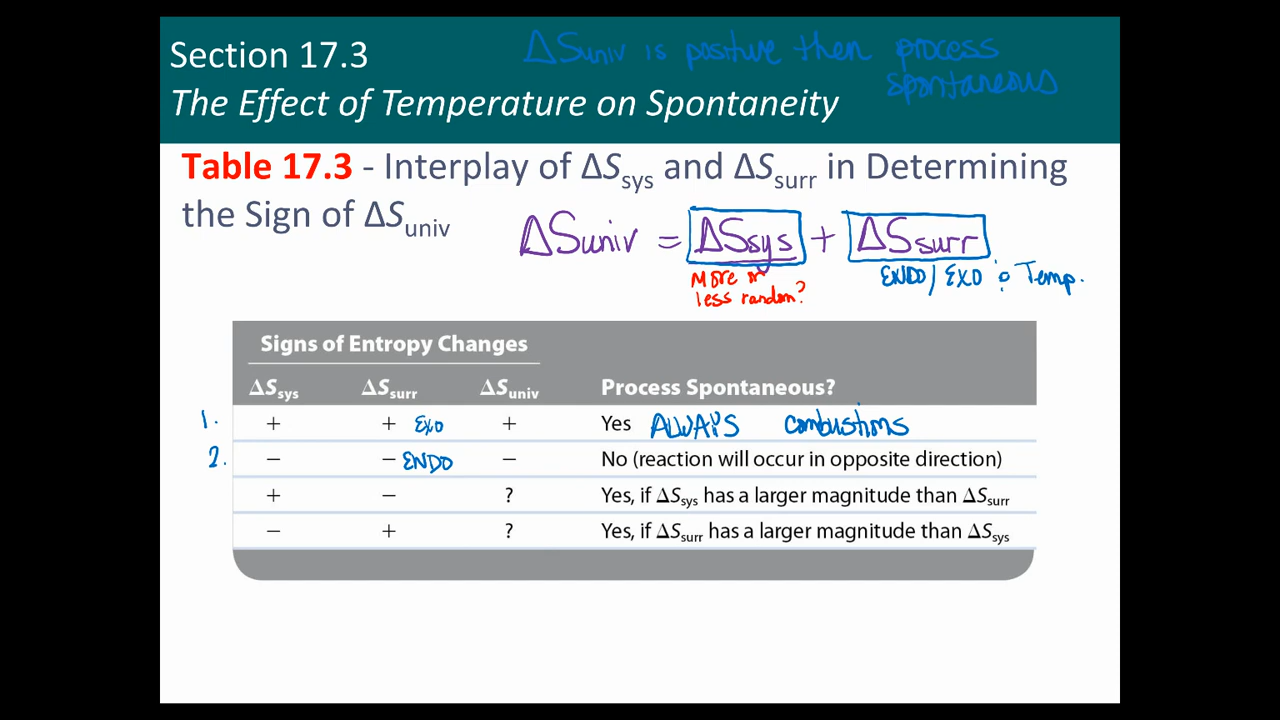 Section 17.3
ΔSuniv is positive then process
spontaneous
The Effect of Temperature on Spontaneity
Table 17.3 - Interplay of ΔSsys and ΔSsurr in Determining
the Sign of ΔSuniv
ΔSuniv = ΔSsys + ΔSsurr
More or
less random?
ENDO/EXO : Temp.
Signs of Entropy Changes
ΔSsys ΔSsurr ΔSuniv Process Spontaneous?
1. + + EXO + Yes ALWAYS combustions
2. − − ENDO − No (reaction will occur in opposite direction)
+ − ? Yes, if ΔSsys has a larger magnitude than ΔSsurr
− + ? Yes, if ΔSsurr has a larger magnitude than ΔSsys